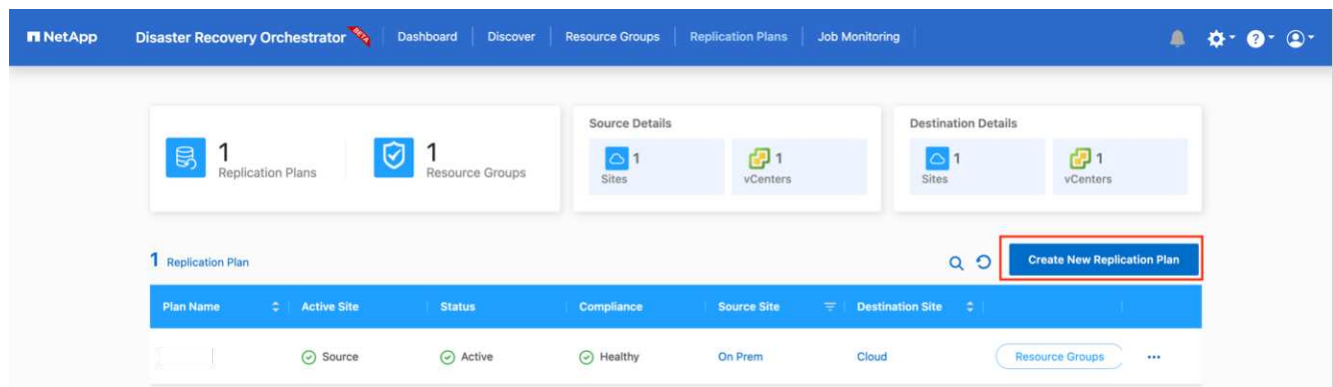 NetApp Disaster Recovery Orchestrator BETA Dashboard Discover Resource Groups Replication Plans Job Monitoring
Source Details
1 Sites
1 vCenters
Destination Details
1 Sites
1 vCenters
1 Replication Plans
1 Resource Groups
1 Replication Plan
Create New Replication Plan
Plan Name Active Site Status Compliance Source Site Destination Site
Source Active Healthy On Prem Cloud Resource Groups